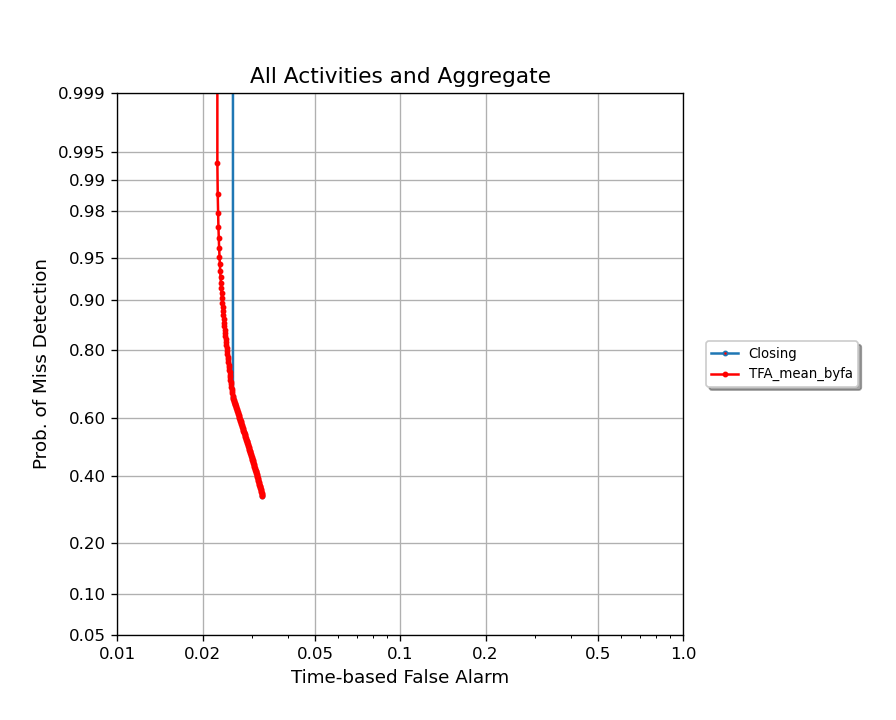 All Activities and Aggregate
0.999
0.995
0.99
0.98
0.95
0.90
0.80
0.60
0.40
0.20
0.10
0.05
Prob. of Miss Detection
0.01 0.02 0.05 0.1 0.2 0.5 1.0
Time-based False Alarm
Closing
TFA_mean_byfa